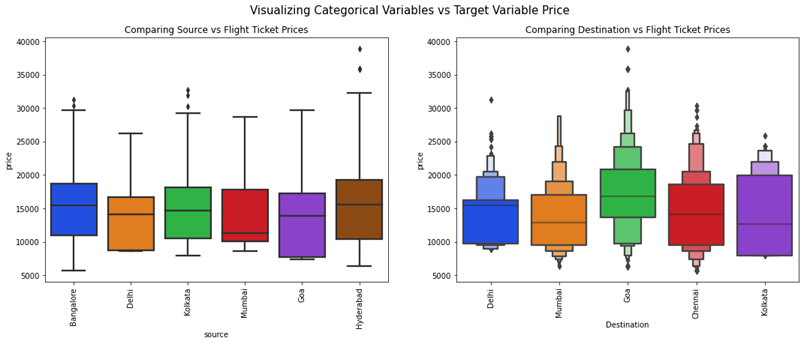 Visualizing Categorical Variables vs Target Variable Price
Comparing Source vs Flight Ticket Prices
40000
35000
30000
25000
20000
15000
10000
5000
price
Bangalore
Delhi
Kolkata
Mumbai
Goa
Hyderabad
source
Comparing Destination vs Flight Ticket Prices
40000
35000
30000
25000
20000
15000
10000
5000
price
Delhi
Mumbai
Goa
Chennai
Kolkata
Destination